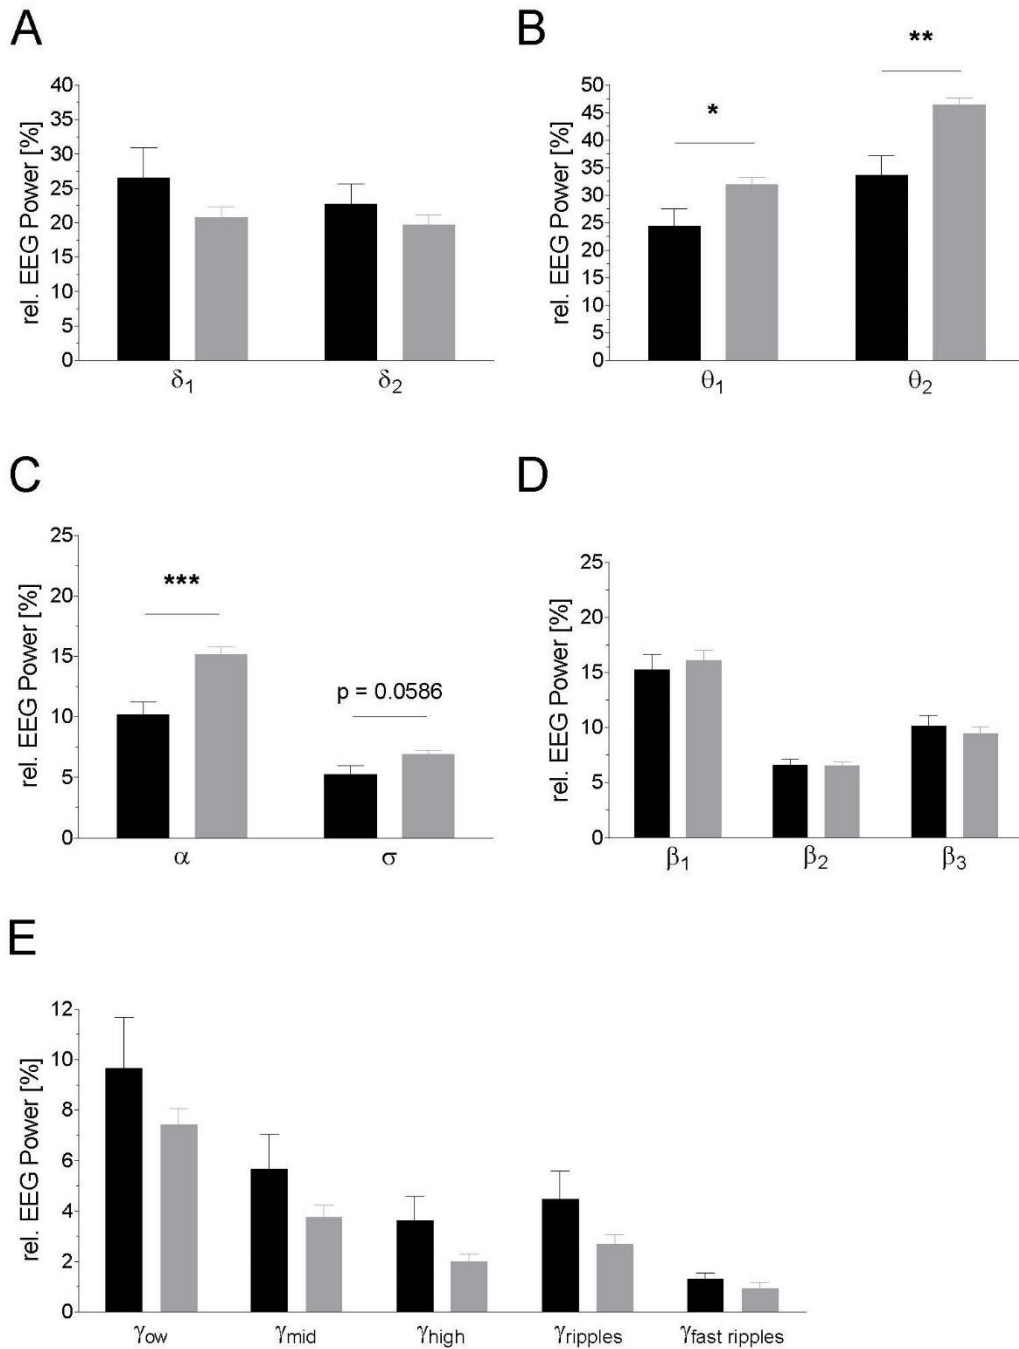 A
B
rel. EEG Power [%]
40
35
30
25
20
15
10
5
0
δ1
δ2
rel. EEG Power [%]
50
45
40
35
30
25
20
15
10
5
0
*
**
θ1
θ2
C
D
rel. EEG Power [%]
25
20
15
10
5
0
***
p = 0.0586
α
σ
rel. EEG Power [%]
25
20
15
10
5
0
β1
β2
β3
E
rel. EEG Power [%]
12
10
8
6
4
2
0
γow
γmid
γhigh
γripples
γfast ripples